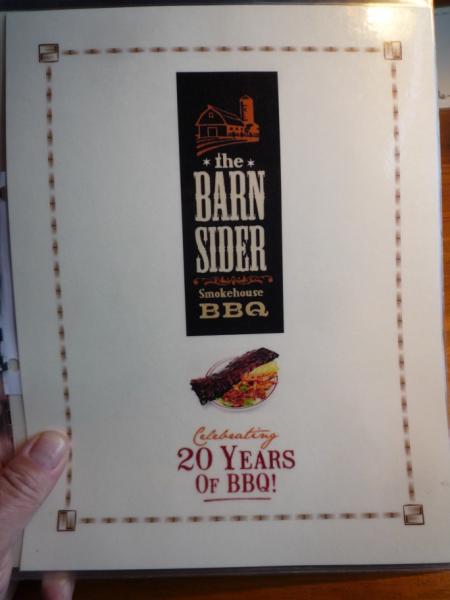 the
BARN
SIDER
Smokehouse
BBQ
Celebrating
20 YEARS
OF BBQ!